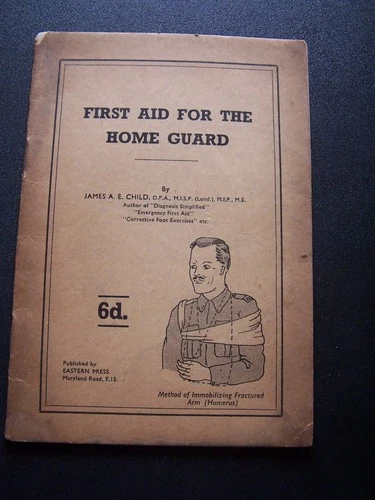 FIRST AID FOR THE
HOME GUARD
By
JAMES A. E. CHILD, D.P.A., M.I.S.P. (Lond.), M.I.P., M.E.
Author of "Diagnosis Simplified"
"Emergency First Aid"
"Corrective Foot Exercises" etc.
6d.
Published by
EASTERN PRESS
Maryland Road, E.15.
Method of Immobilizing Fractured
Arm (Humerus)